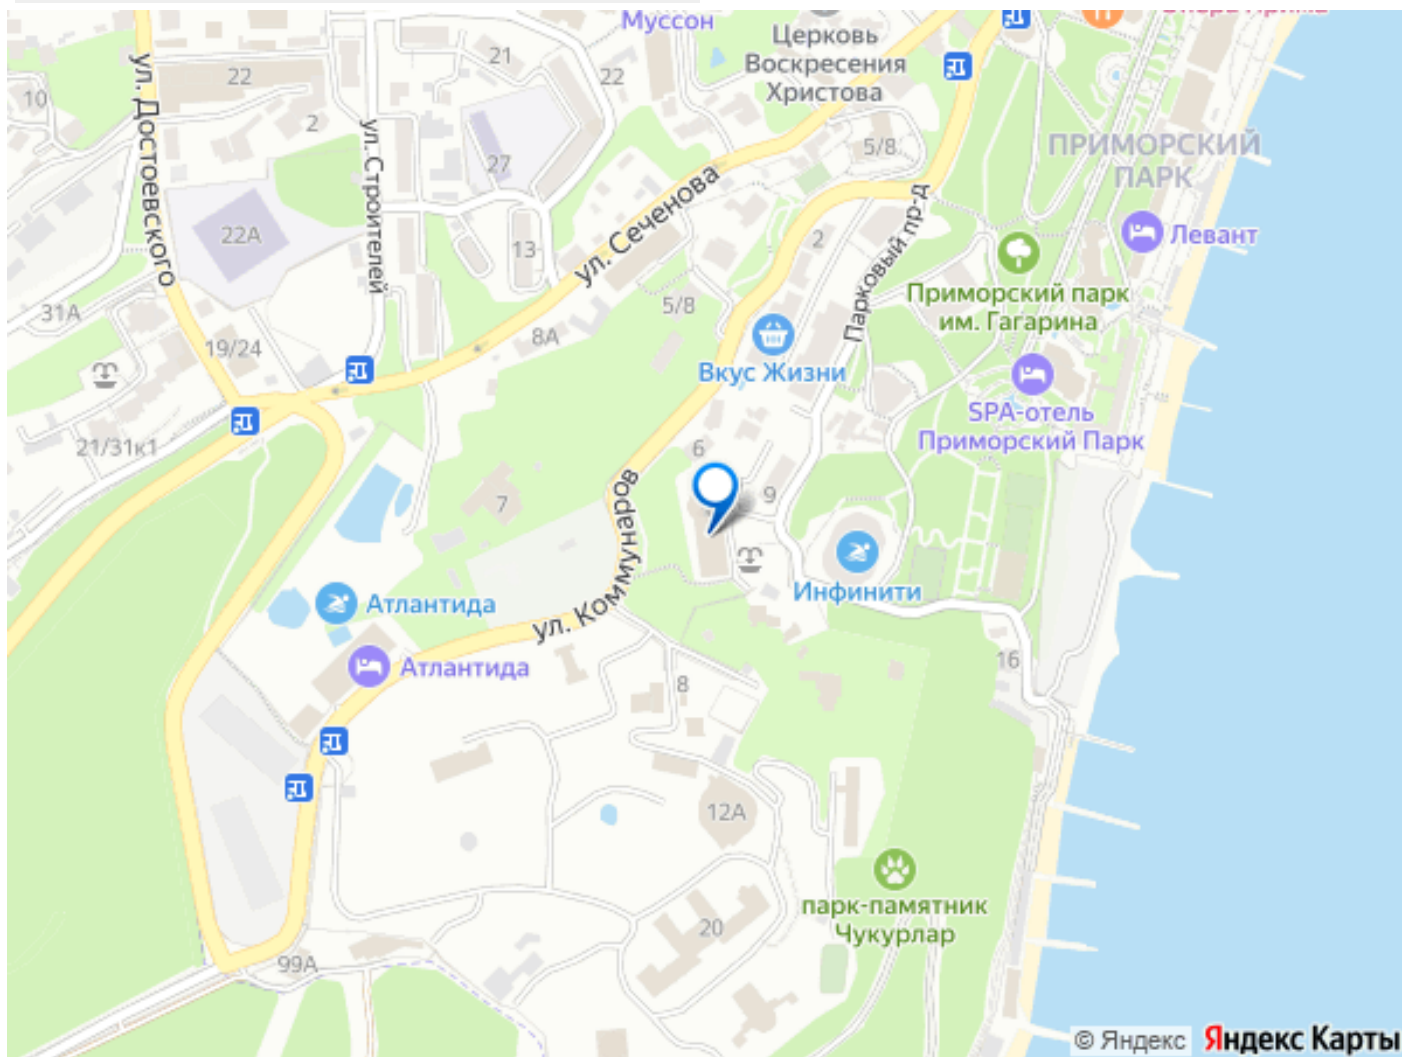 Муссон
Церковь
Воскресения
Христова
ул. Достоевского
22
10
2
21
22
ул. Строителей
27
5/8
ПРИМОРСКИЙ
ПАРК
ул. Сеченова
22А
13
2
Парковый пр-д
Левант
Приморский парк
им. Гагарина
31А
5/8
8А
19/24
Вкус Жизни
SPA-отель
Приморский Парк
21/31к1
6
7
9
ул. Коммунаров
Инфинити
Атлантида
Атлантида
8
16
12А
парк-памятник
Чукурлар
20
99А
© Яндекс Яндекс Карты